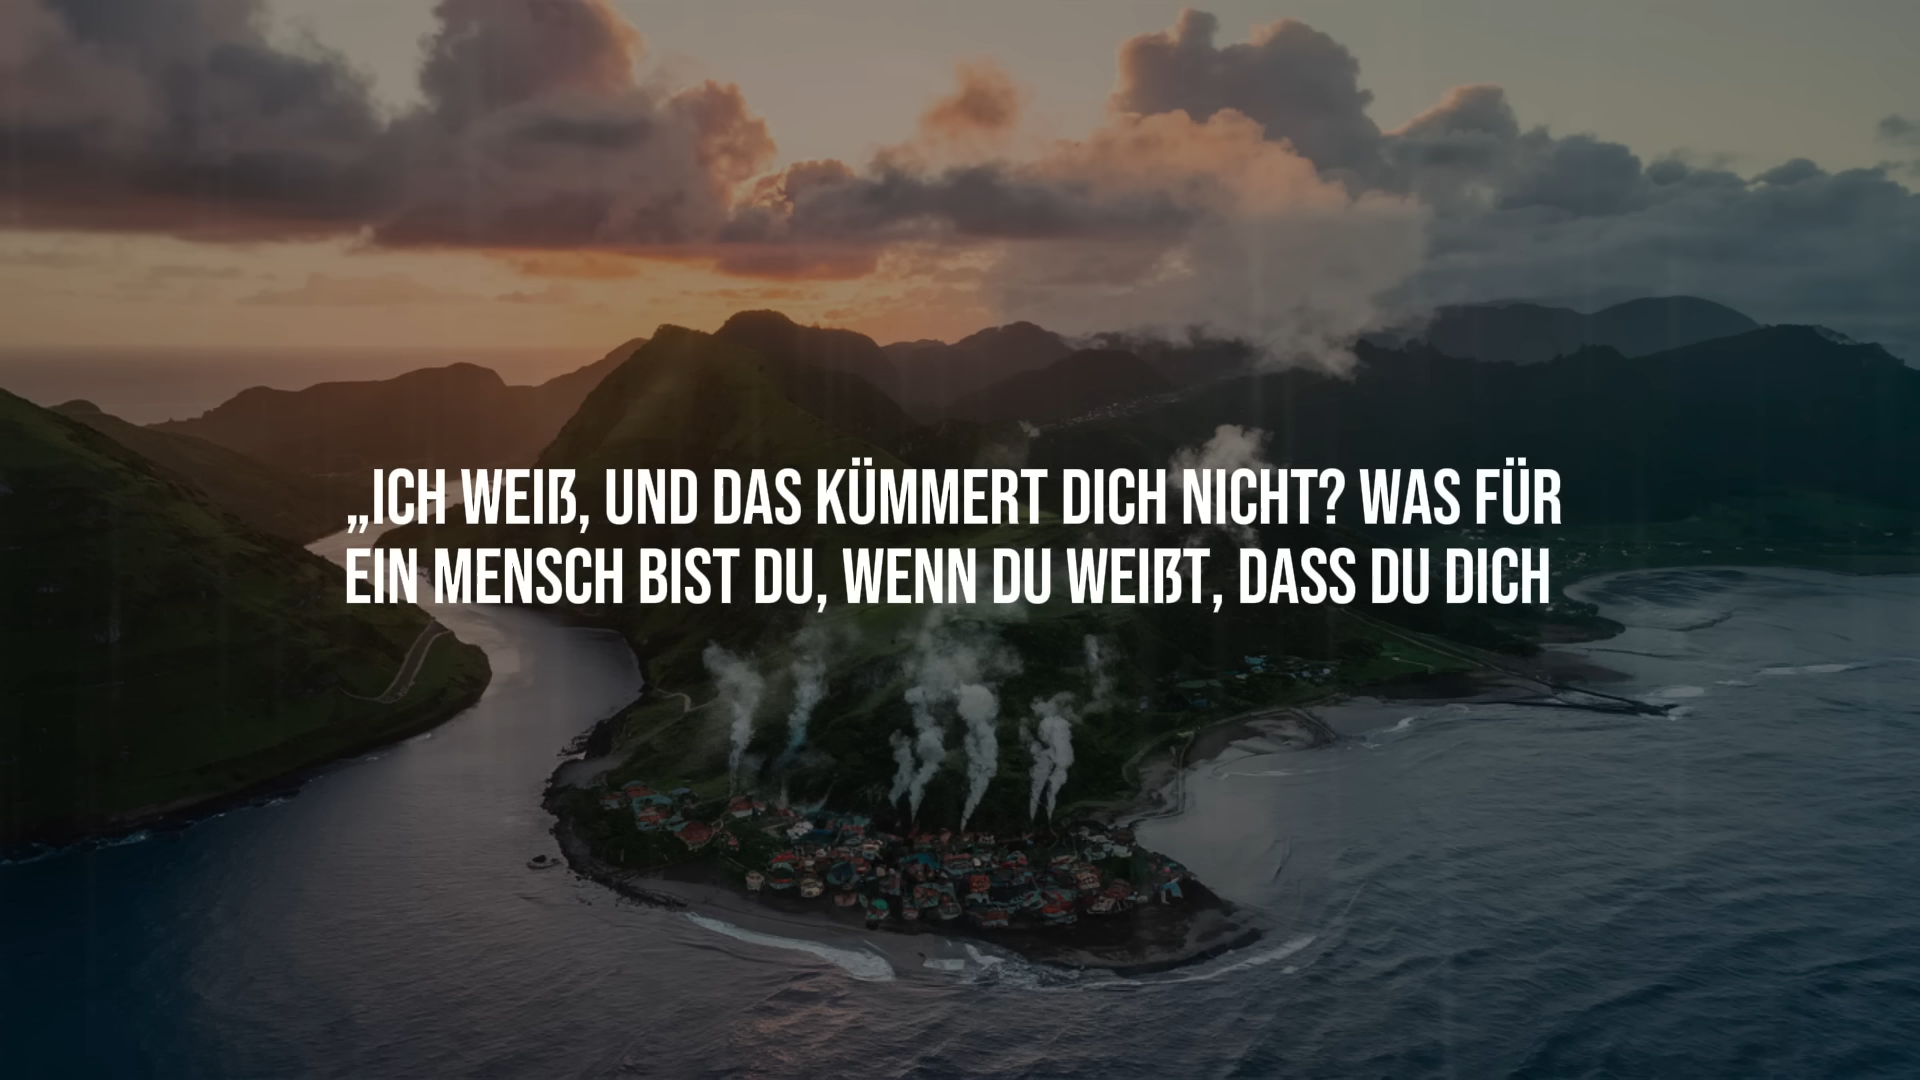 „ICH WEIß, UND DAS KÜMMERT DICH NICHT? WAS FÜR
EIN MENSCH BIST DU, WENN DU WEIßT, DASS DU DICH